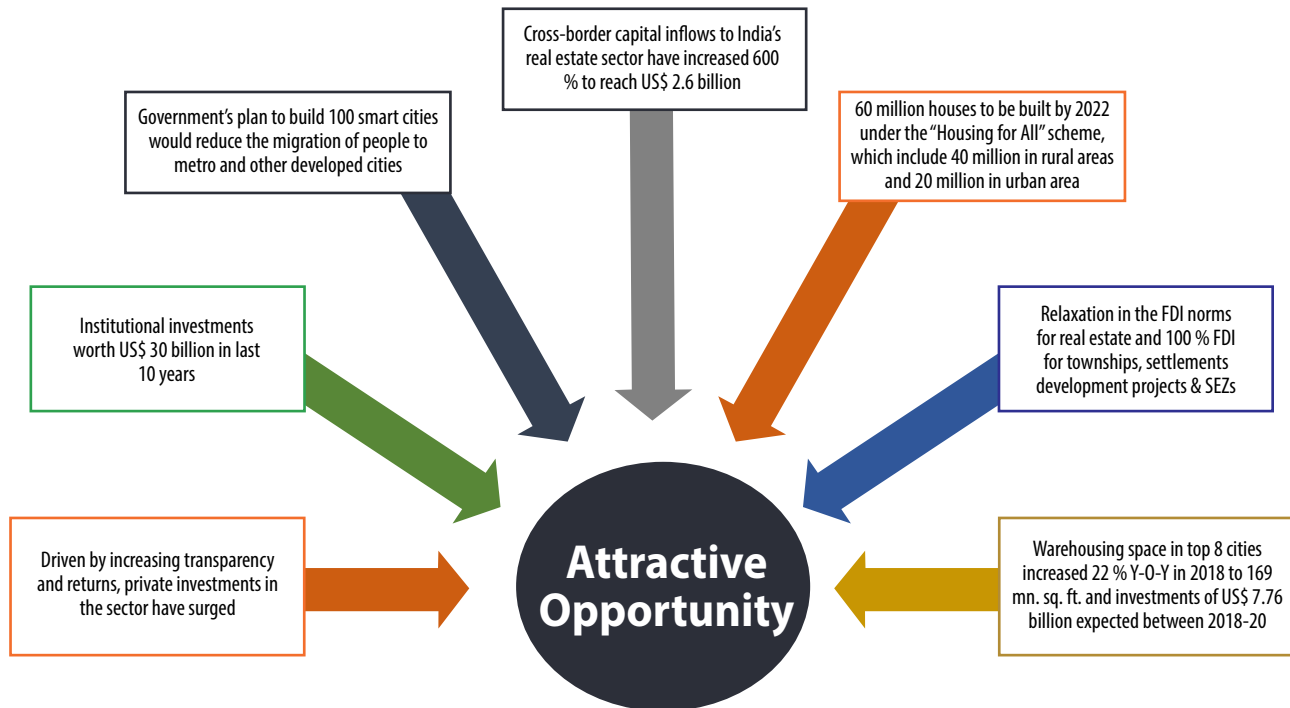 Cross-border capital inflows to India's
real estate sector have increased 600
% to reach US$ 2.6 billion
Government's plan to build 100 smart cities
would reduce the migration of people to
metro and other developed cities
60 million houses to be built by 2022
under the "Housing for All" scheme,
which include 40 million in rural areas
and 20 million in urban area
Institutional investments
worth US$ 30 billion in last
10 years
Relaxation in the FDI norms
for real estate and 100 % FDI
for townships, settlements
development projects & SEZs
Driven by increasing transparency
and returns, private investments in
the sector have surged
Attractive
Opportunity
Warehousing space in top 8 cities
increased 22 % Y-O-Y in 2018 to 169
mn. sq. ft. and investments of US$ 7.76
billion expected between 2018-20